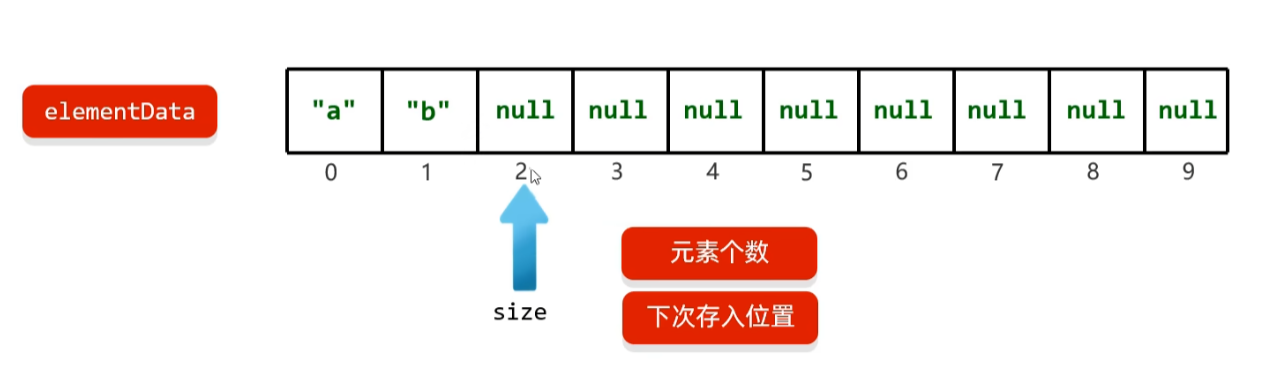 elementData
"a" "b" null null null null null null null null
0 1 2 3 4 5 6 7 8 9
元素个数
size
下次存入位置